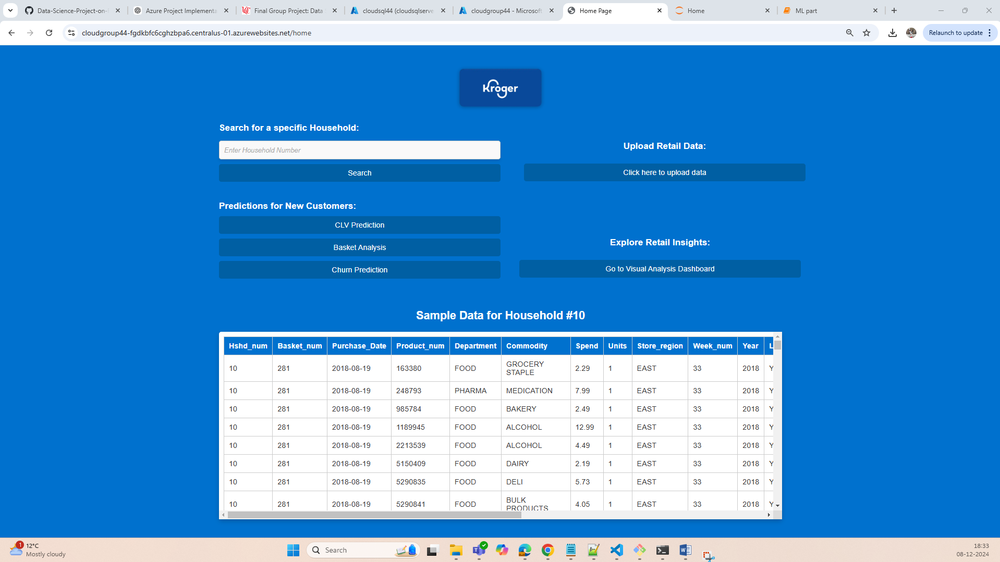 Data-Science-Project-on-
Azure Project Implementa
Final Group Project: Data
cloudsql44 (cloudsqlserve
cloudgroup44 - Microsoft
Home Page
Home
ML part
cloudgroup44-fgdkbfc6cghzbpa6.centralus-01.azurewebsites.net/home
Relaunch to update
Kroger
Search for a specific Household:
Enter Household Number
Search
Upload Retail Data:
Click here to upload data
Predictions for New Customers:
CLV Prediction
Basket Analysis
Churn Prediction
Explore Retail Insights:
Go to Visual Analysis Dashboard
Sample Data for Household #10
Hshd_num Basket_num Purchase_Date Product_num Department Commodity Spend Units Store_region Week_num Year L
10 281 2018-08-19 163380 FOOD GROCERY STAPLE 2.29 1 EAST 33 2018 Y
10 281 2018-08-19 248793 PHARMA MEDICATION 7.99 1 EAST 33 2018 Y
10 281 2018-08-19 985784 FOOD BAKERY 2.49 1 EAST 33 2018 Y
10 281 2018-08-19 1189945 FOOD ALCOHOL 12.99 1 EAST 33 2018 Y
10 281 2018-08-19 2213539 FOOD ALCOHOL 4.49 1 EAST 33 2018 Y
10 281 2018-08-19 5150409 FOOD DAIRY 2.19 1 EAST 33 2018 Y
10 281 2018-08-19 5290835 FOOD DELI 5.73 1 EAST 33 2018 Y
10 281 2018-08-19 5290841 FOOD BULK PRODUCTS 4.05 1 EAST 33 2018 Y
1
12°C
Mostly cloudy
Search
18:33
08-12-2024